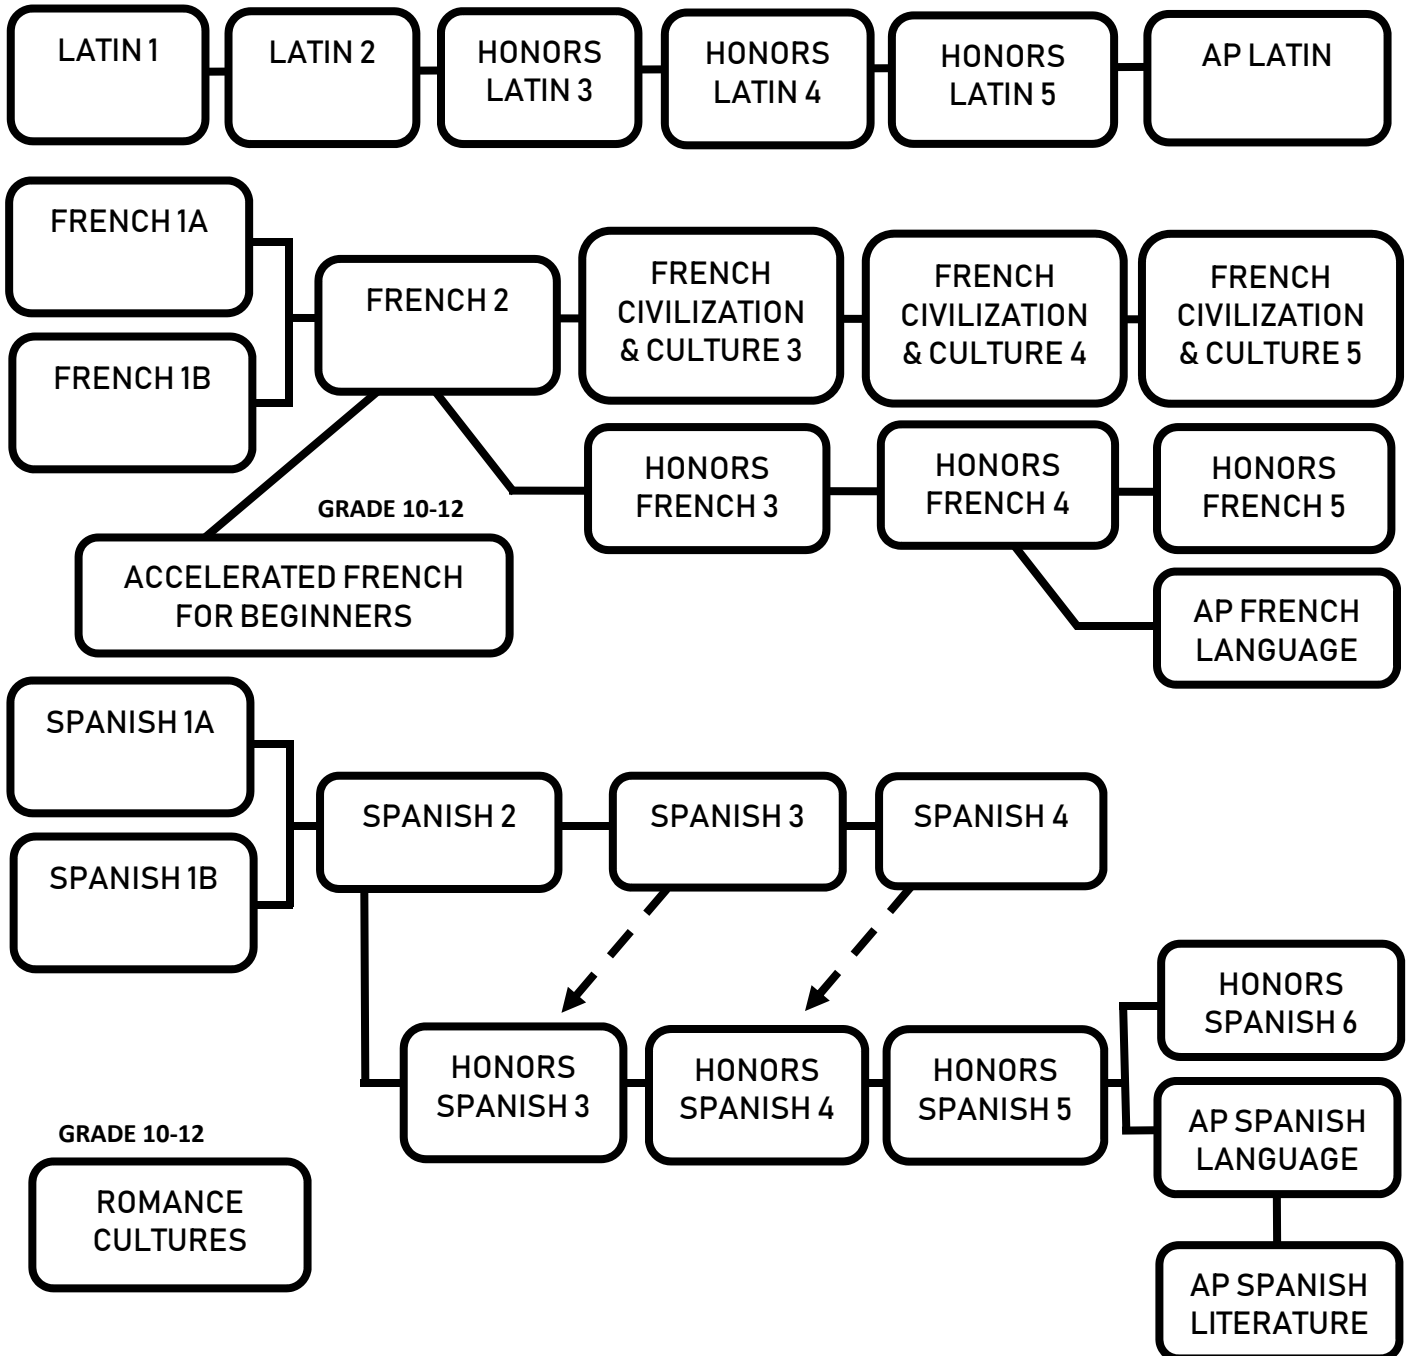 LATIN 1
LATIN 2
HONORS
LATIN 3
HONORS
LATIN 4
HONORS
LATIN 5
AP LATIN
FRENCH 1A
FRENCH 1B
FRENCH 2
FRENCH
CIVILIZATION
& CULTURE 3
FRENCH
CIVILIZATION
& CULTURE 4
FRENCH
CIVILIZATION
& CULTURE 5
HONORS
FRENCH 3
HONORS
FRENCH 4
HONORS
FRENCH 5
GRADE 10-12
ACCELERATED FRENCH
FOR BEGINNERS
AP FRENCH
LANGUAGE
SPANISH 1A
SPANISH 1B
SPANISH 2
SPANISH 3
SPANISH 4
HONORS
SPANISH 3
HONORS
SPANISH 4
HONORS
SPANISH 5
HONORS
SPANISH 6
AP SPANISH
LANGUAGE
AP SPANISH
LITERATURE
GRADE 10-12
ROMANCE
CULTURES